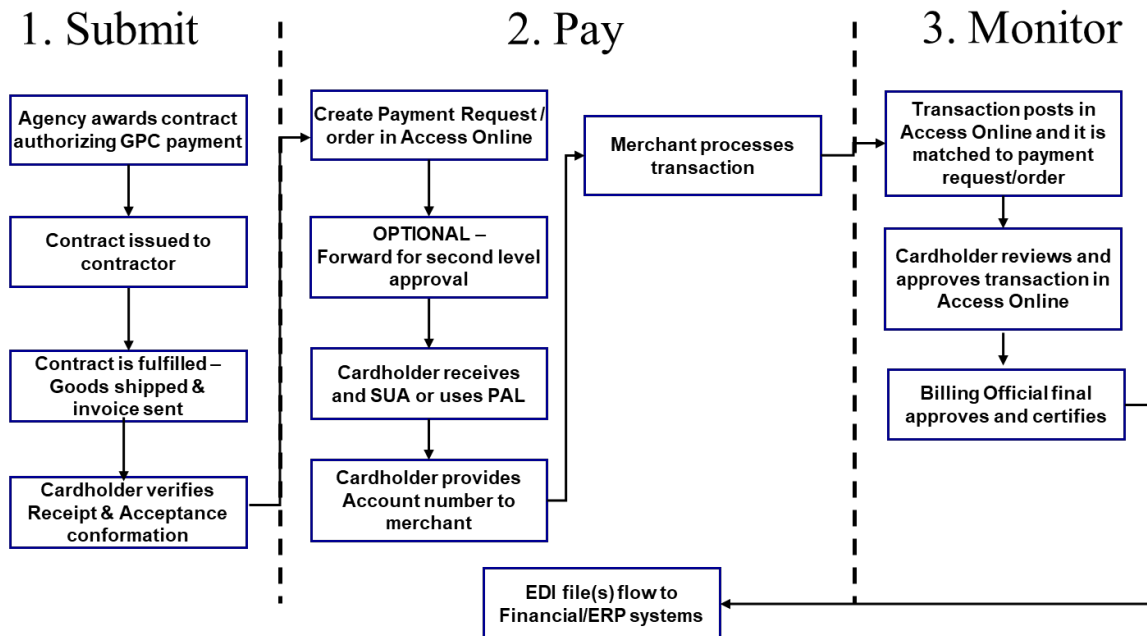 1. Submit
Agency awards contract
authorizing GPC payment
Contract issued to
contractor
Contract is fulfilled –
Goods shipped &
invoice sent
Cardholder verifies
Receipt & Acceptance
conformation
2. Pay
Create Payment Request /
order in Access Online
OPTIONAL –
Forward for second level
approval
Cardholder receives
and SUA or uses PAL
Cardholder provides
Account number to
merchant
Merchant processes
transaction
3. Monitor
Transaction posts in
Access Online and it is
matched to payment
request/order
Cardholder reviews and
approves transaction in
Access Online
Billing Official final
approves and certifies
EDI file(s) flow to
Financial/ERP systems